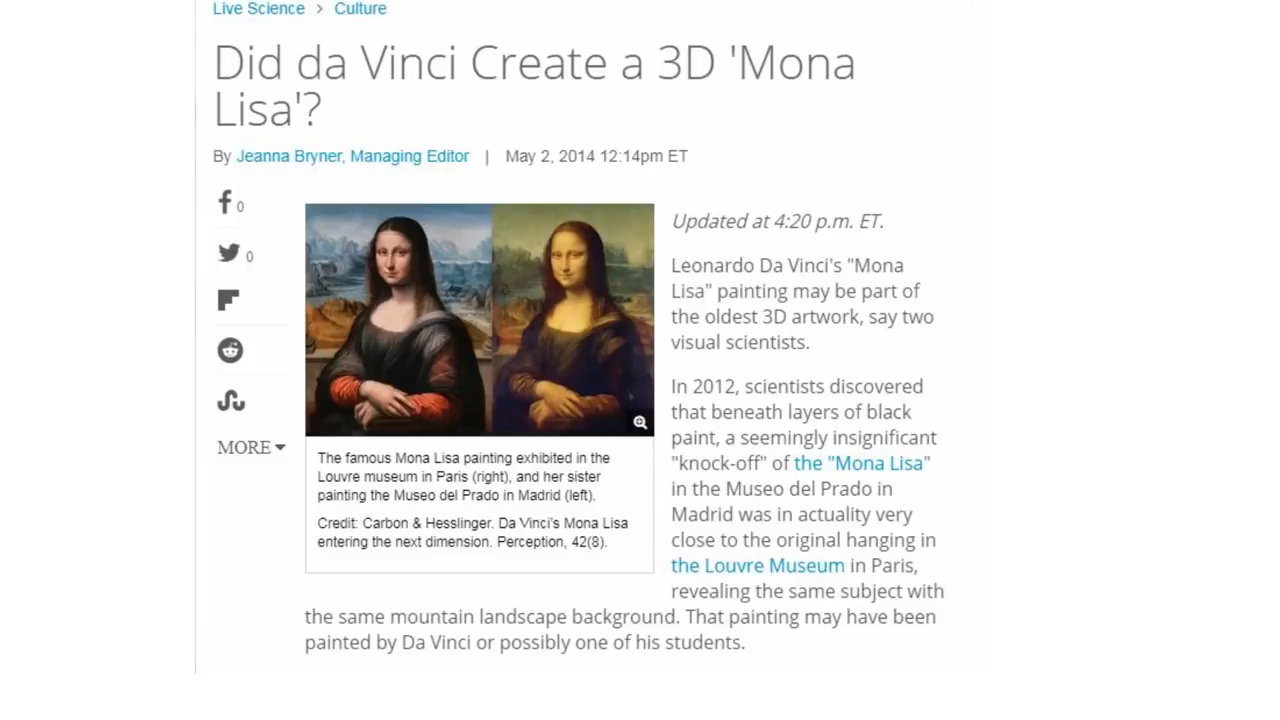 Live Science > Culture
Did da Vinci Create a 3D 'Mona
Lisa'?
By Jeanna Bryner, Managing Editor | May 2, 2014 12:14pm ET
0
0
MORE
The famous Mona Lisa painting exhibited in the
Louvre museum in Paris (right), and her sister
painting the Museo del Prado in Madrid (left).
Credit: Carbon & Hesslinger. Da Vinci's Mona Lisa
entering the next dimension. Perception, 42(8).
Updated at 4:20 p.m. ET.
Leonardo Da Vinci's "Mona
Lisa" painting may be part of
the oldest 3D artwork, say two
visual scientists.
In 2012, scientists discovered
that beneath layers of black
paint, a seemingly insignificant
"knock-off" of the "Mona Lisa"
in the Museo del Prado in
Madrid was in actuality very
close to the original hanging in
the Louvre Museum in Paris,
revealing the same subject with
the same mountain landscape background. That painting may have been
painted by Da Vinci or possibly one of his students.